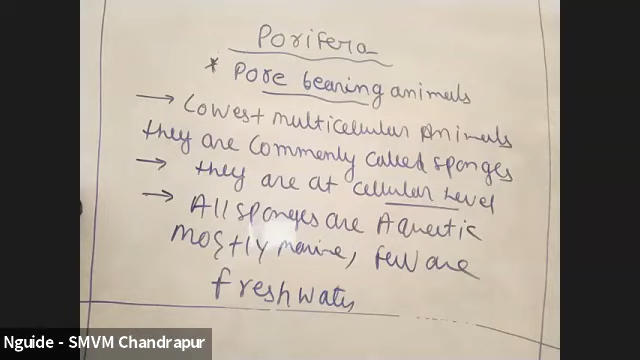 Porifera
* Pore bearing animals
→ Lowest multicellular Animals
they are Commonly called sponges
→ they are at cellular level
→ All sponges are Aquatic
mostly marine, few are
freshwater
Nguide - SMVM Chandrapur